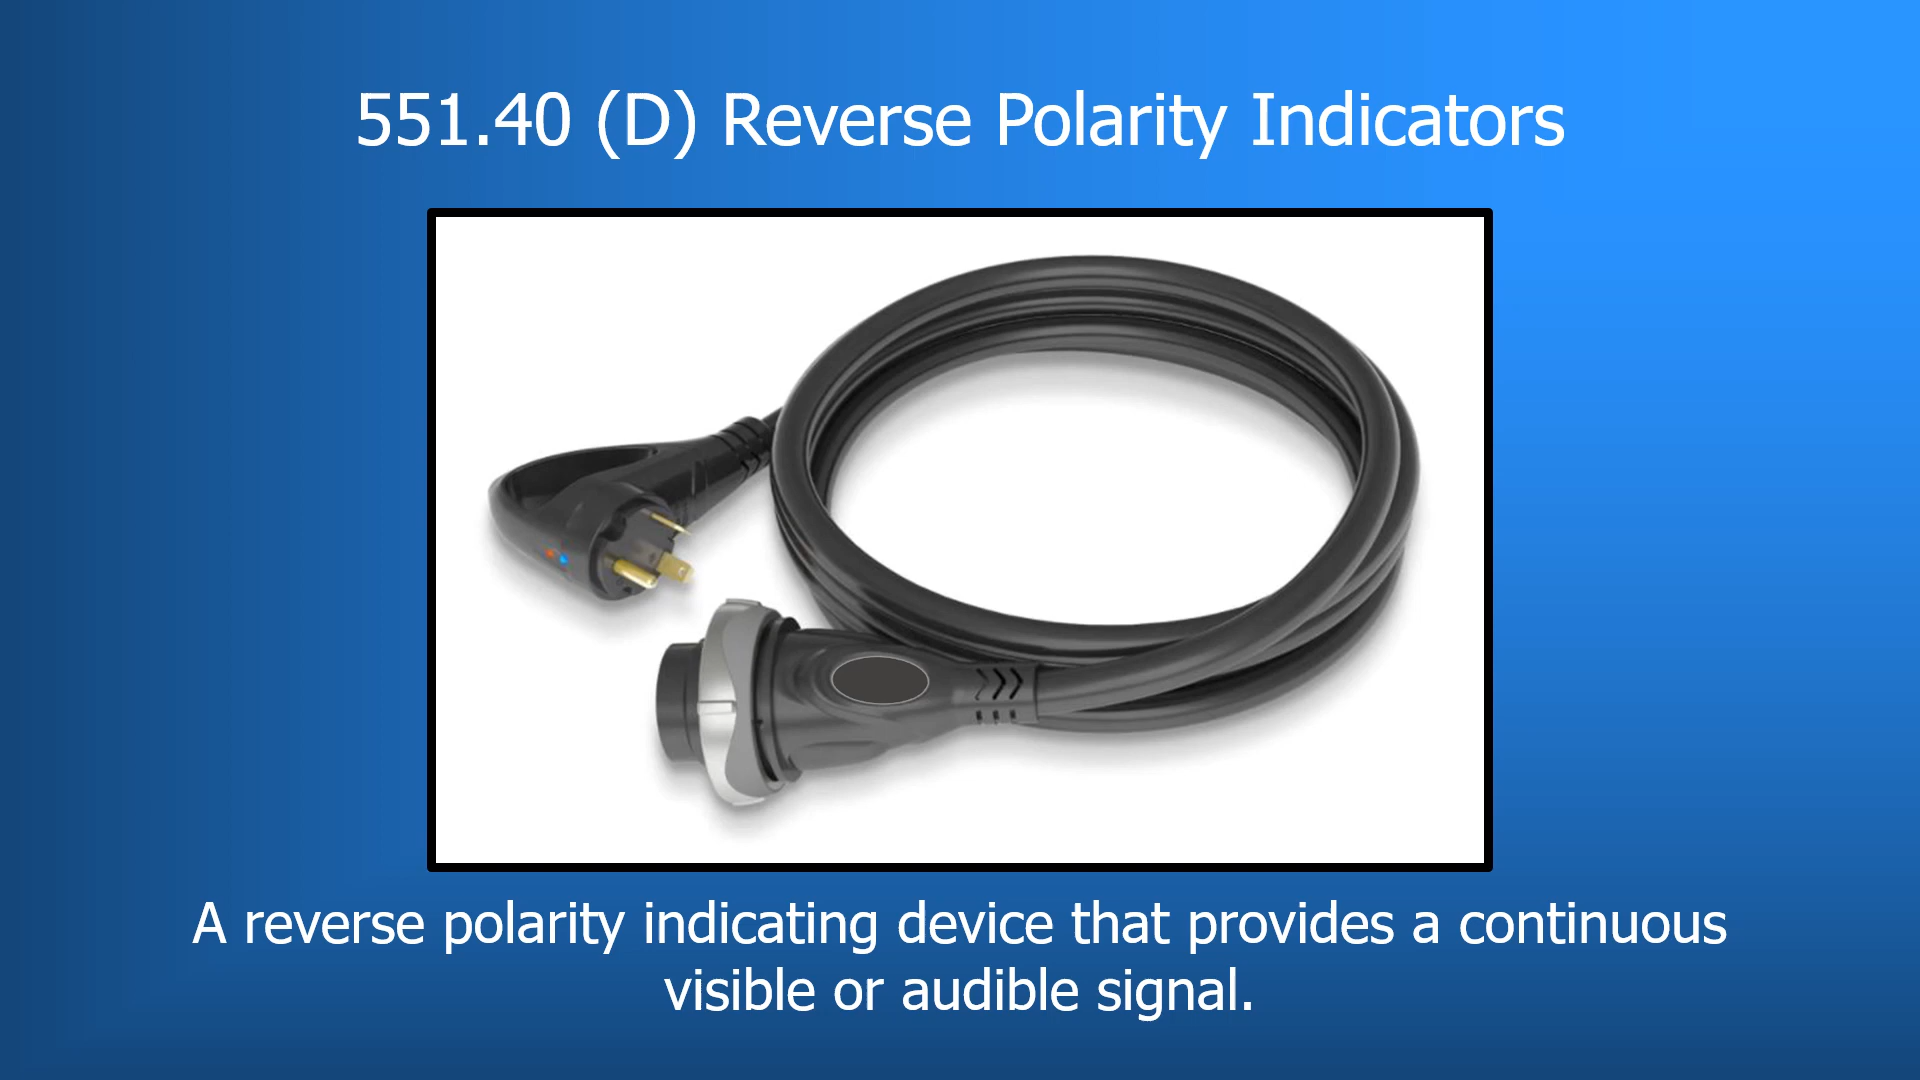 551.40 (D) Reverse Polarity Indicators
A reverse polarity indicating device that provides a continuous
visible or audible signal.